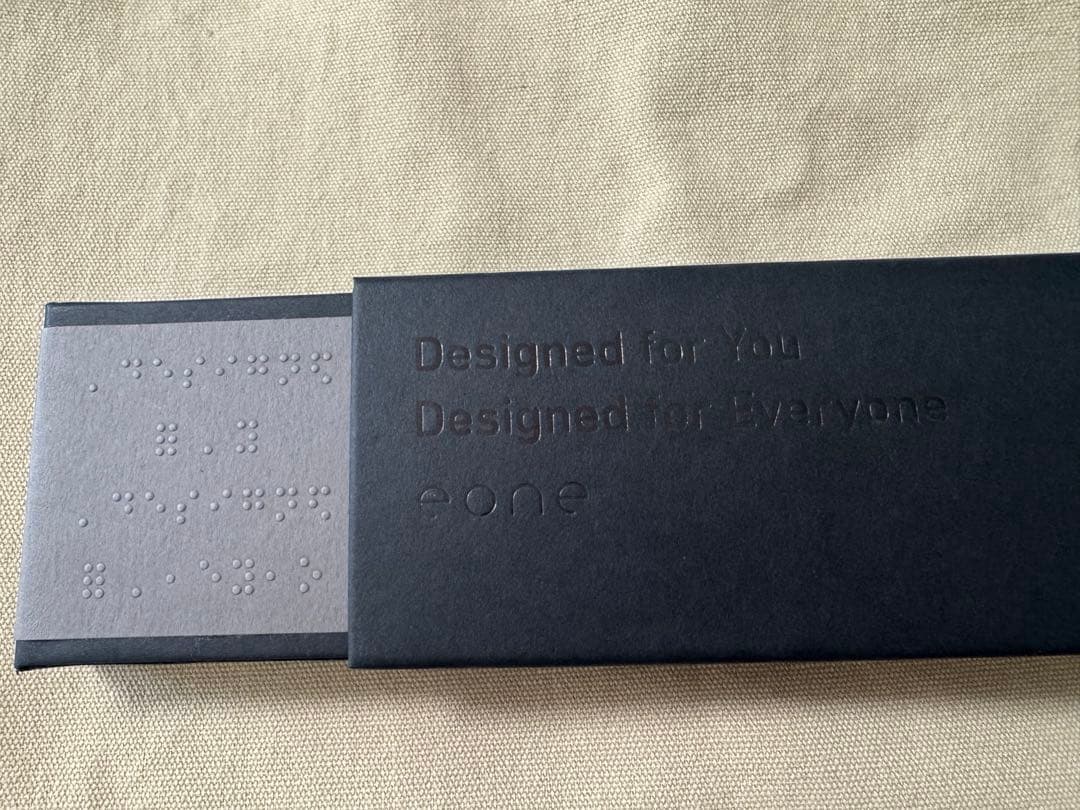 ⠠⠙⠑⠎⠊⠛⠝⠫
⠿ ⠠⠽
⠠⠙⠑⠎⠊⠛⠝⠫
⠿ ⠠⠐⠑⠽⠐⠕
Designed for You
Designed for Everyone
eone